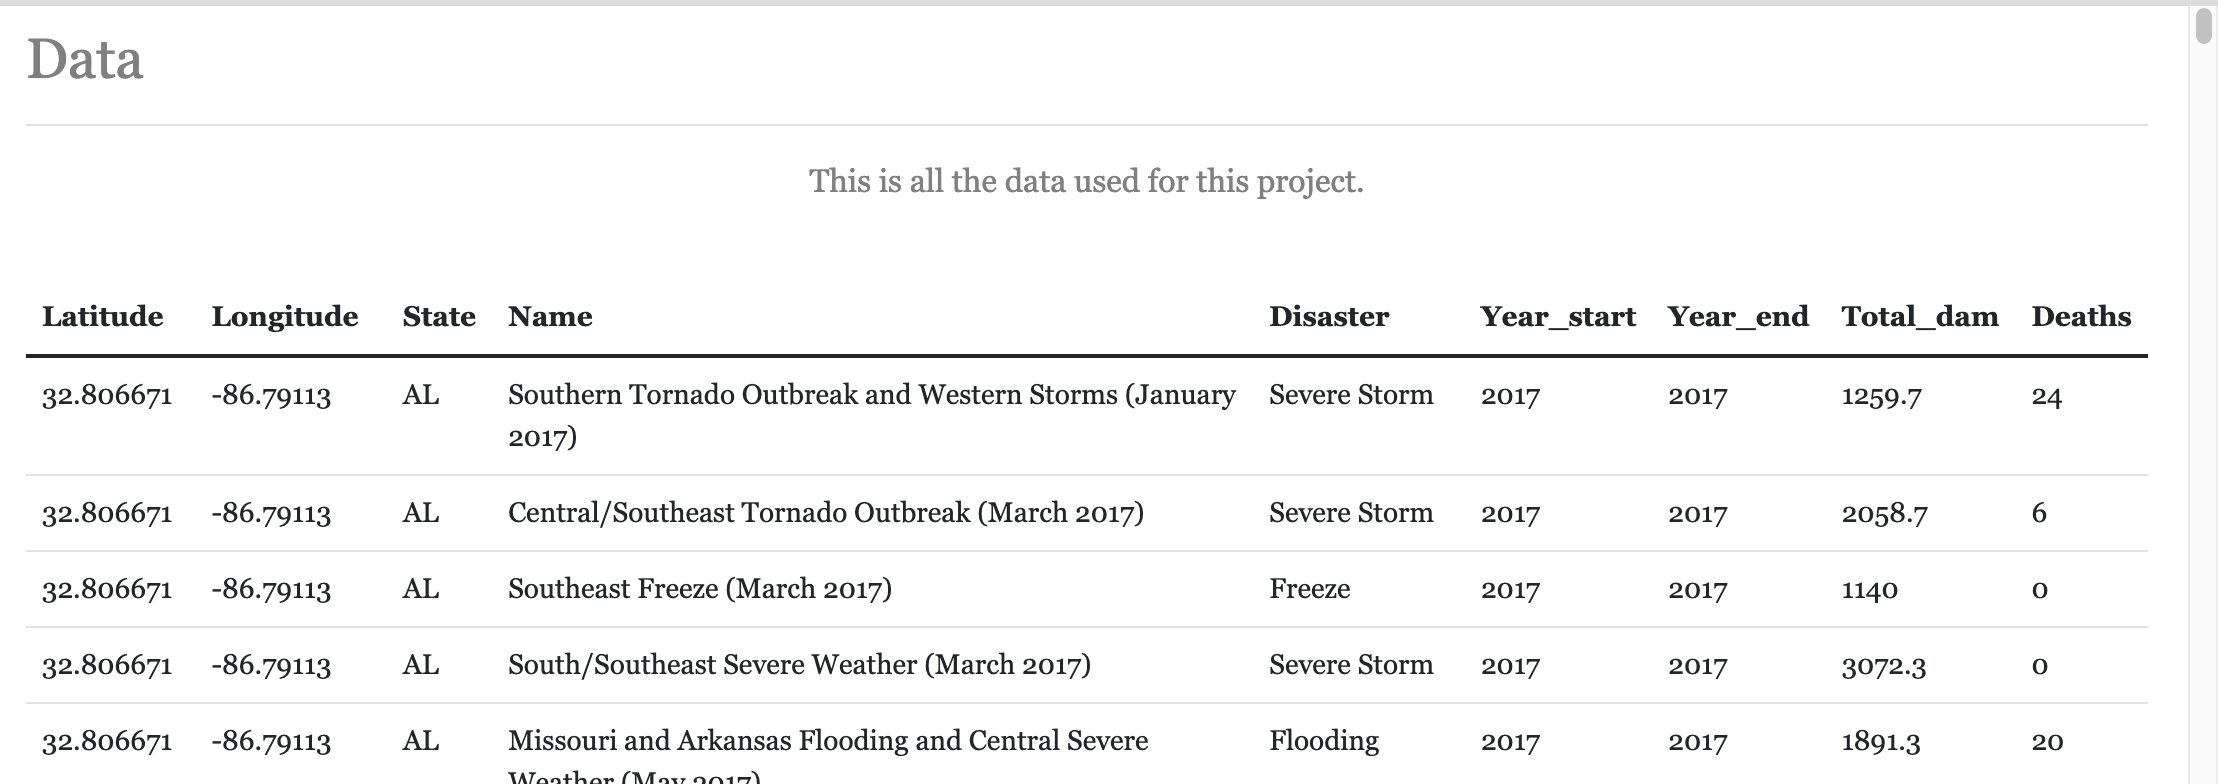 Data
This is all the data used for this project.
Latitude Longitude State Name Disaster Year_start Year_end Total_dam Deaths
32.806671 -86.79113 AL Southern Tornado Outbreak and Western Storms (January Severe Storm 2017 2017 1259.7 24
2017)
32.806671 -86.79113 AL Central/Southeast Tornado Outbreak (March 2017) Severe Storm 2017 2017 2058.7 6
32.806671 -86.79113 AL Southeast Freeze (March 2017) Freeze 2017 2017 1140 0
32.806671 -86.79113 AL South/Southeast Severe Weather (March 2017) Severe Storm 2017 2017 3072.3 0
32.806671 -86.79113 AL Missouri and Arkansas Flooding and Central Severe Flooding 2017 2017 1891.3 20
Weather (May 2017)